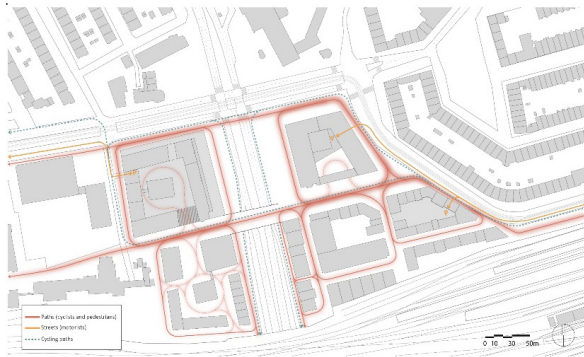 Paths (cyclists and pedestrians)
Streets (motorists)
Cycling paths
0 10 30 50m